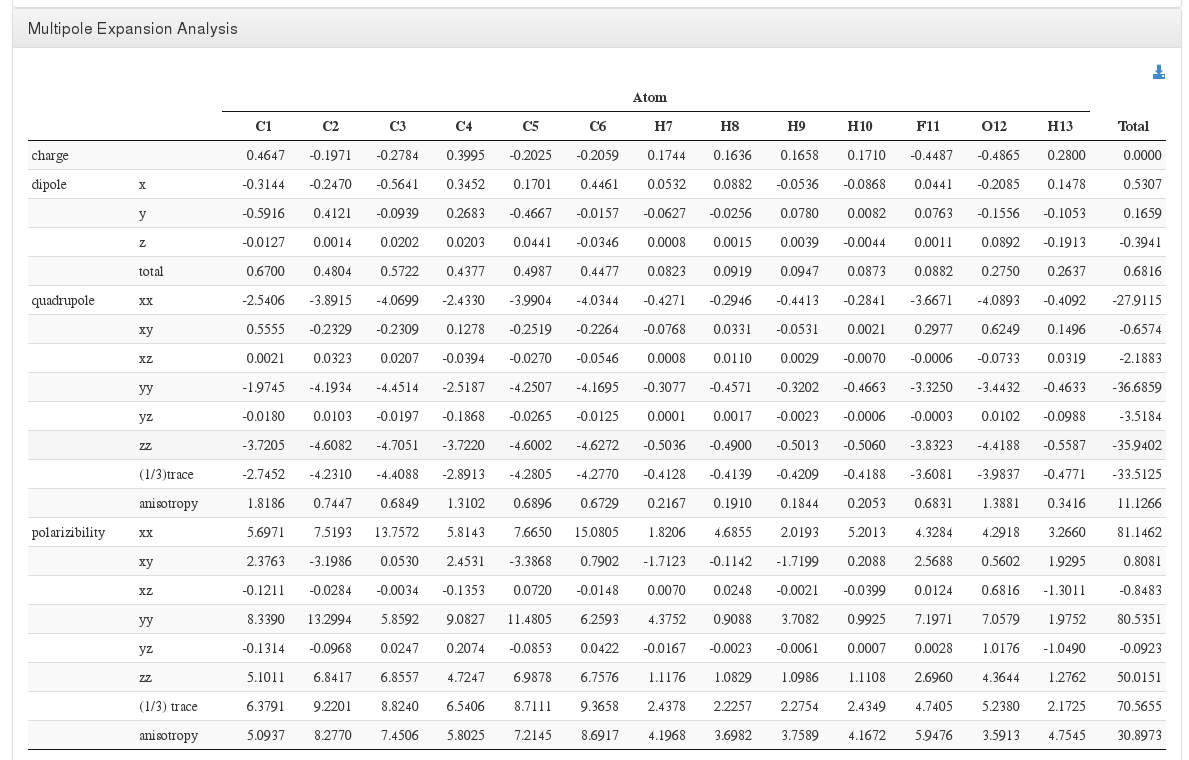 Multipole Expansion Analysis
Atom
C1 C2 C3 C4 C5 C6 H7 H8 H9 H10 F11 O12 H13 Total
charge 0.4647 -0.1971 -0.2784 0.3995 -0.2025 -0.2059 0.1744 0.1636 0.1658 0.1710 -0.4487 -0.4865 0.2800 0.0000
dipole x -0.3144 -0.2470 -0.5641 0.3452 0.1701 0.4461 0.0532 0.0882 -0.0536 -0.0868 0.0441 -0.2085 0.1478 0.5307
y -0.5916 0.4121 -0.0939 0.2683 -0.4667 -0.0157 -0.0627 -0.0256 0.0780 0.0082 0.0763 -0.1556 -0.1053 0.1659
z -0.0127 0.0014 0.0202 0.0203 0.0441 -0.0346 0.0008 0.0015 0.0039 -0.0044 0.0011 0.0892 -0.1913 -0.3941
total 0.6700 0.4804 0.5722 0.4377 0.4987 0.4477 0.0823 0.0919 0.0947 0.0873 0.0882 0.2750 0.2637 0.6816
quadrupole xx -2.5406 -3.8915 -4.0699 -2.4330 -3.9904 -4.0344 -0.4271 -0.2946 -0.4413 -0.2841 -3.6671 -4.0893 -0.4092 -27.9115
xy 0.5555 -0.2329 -0.2309 0.1278 -0.2519 -0.2264 -0.0768 0.0331 -0.0531 0.0021 0.2977 0.6249 0.1496 -0.6574
xz 0.0021 0.0323 0.0207 -0.0394 -0.0270 -0.0546 0.0008 0.0110 0.0029 -0.0070 -0.0006 -0.0733 0.0319 -2.1883
yy -1.9745 -4.1934 -4.4514 -2.5187 -4.2507 -4.1695 -0.3077 -0.4571 -0.3202 -0.4663 -3.3250 -3.4432 -0.4633 -36.6859
yz -0.0180 0.0103 -0.0197 -0.1868 -0.0265 -0.0125 0.0001 0.0017 -0.0023 -0.0006 -0.0003 0.0102 -0.0988 -3.5184
zz -3.7205 -4.6082 -4.7051 -3.7220 -4.6002 -4.6272 -0.5036 -0.4900 -0.5013 -0.5060 -3.8323 -4.4188 -0.5587 -35.9402
(1/3)trace -2.7452 -4.2310 -4.4088 -2.8913 -4.2805 -4.2770 -0.4128 -0.4139 -0.4209 -0.4188 -3.6081 -3.9837 -0.4771 -33.5125
anisotropy 1.8186 0.7447 0.6849 1.3102 0.6896 0.6729 0.2167 0.1910 0.1844 0.2053 0.6831 1.3881 0.3416 11.1266
polarizibility xx 5.6971 7.5193 13.7572 5.8143 7.6650 15.0805 1.8206 4.6855 2.0193 5.2013 4.3284 4.2918 3.2660 81.1462
xy 2.3763 -3.1986 0.0530 2.4531 -3.3868 0.7902 -1.7123 -0.1142 -1.7199 0.2088 2.5688 0.5602 1.9295 0.8081
xz -0.1211 -0.0284 -0.0034 -0.1353 0.0720 -0.0148 0.0070 0.0248 -0.0021 -0.0399 0.0124 0.6816 -1.3011 -0.8483
yy 8.3390 13.2994 5.8592 9.0827 11.4805 6.2593 4.3752 0.9088 3.7082 0.9925 7.1971 7.0579 1.9752 80.5351
yz -0.1314 -0.0968 0.0247 0.2074 -0.0853 0.0422 -0.0167 -0.0023 -0.0061 0.0007 0.0028 1.0176 -1.0490 -0.0923
zz 5.1011 6.8417 6.8557 4.7247 6.9878 6.7576 1.1176 1.0829 1.0986 1.1108 2.6960 4.3644 1.2762 50.0151
(1/3) trace 6.3791 9.2201 8.8240 6.5406 8.7111 9.3658 2.4378 2.2257 2.2754 2.4349 4.7405 5.2380 2.1725 70.5655
anisotropy 5.0937 8.2770 7.4506 5.8025 7.2145 8.6917 4.1968 3.6982 3.7589 4.1672 5.9476 3.5913 4.7545 30.8973